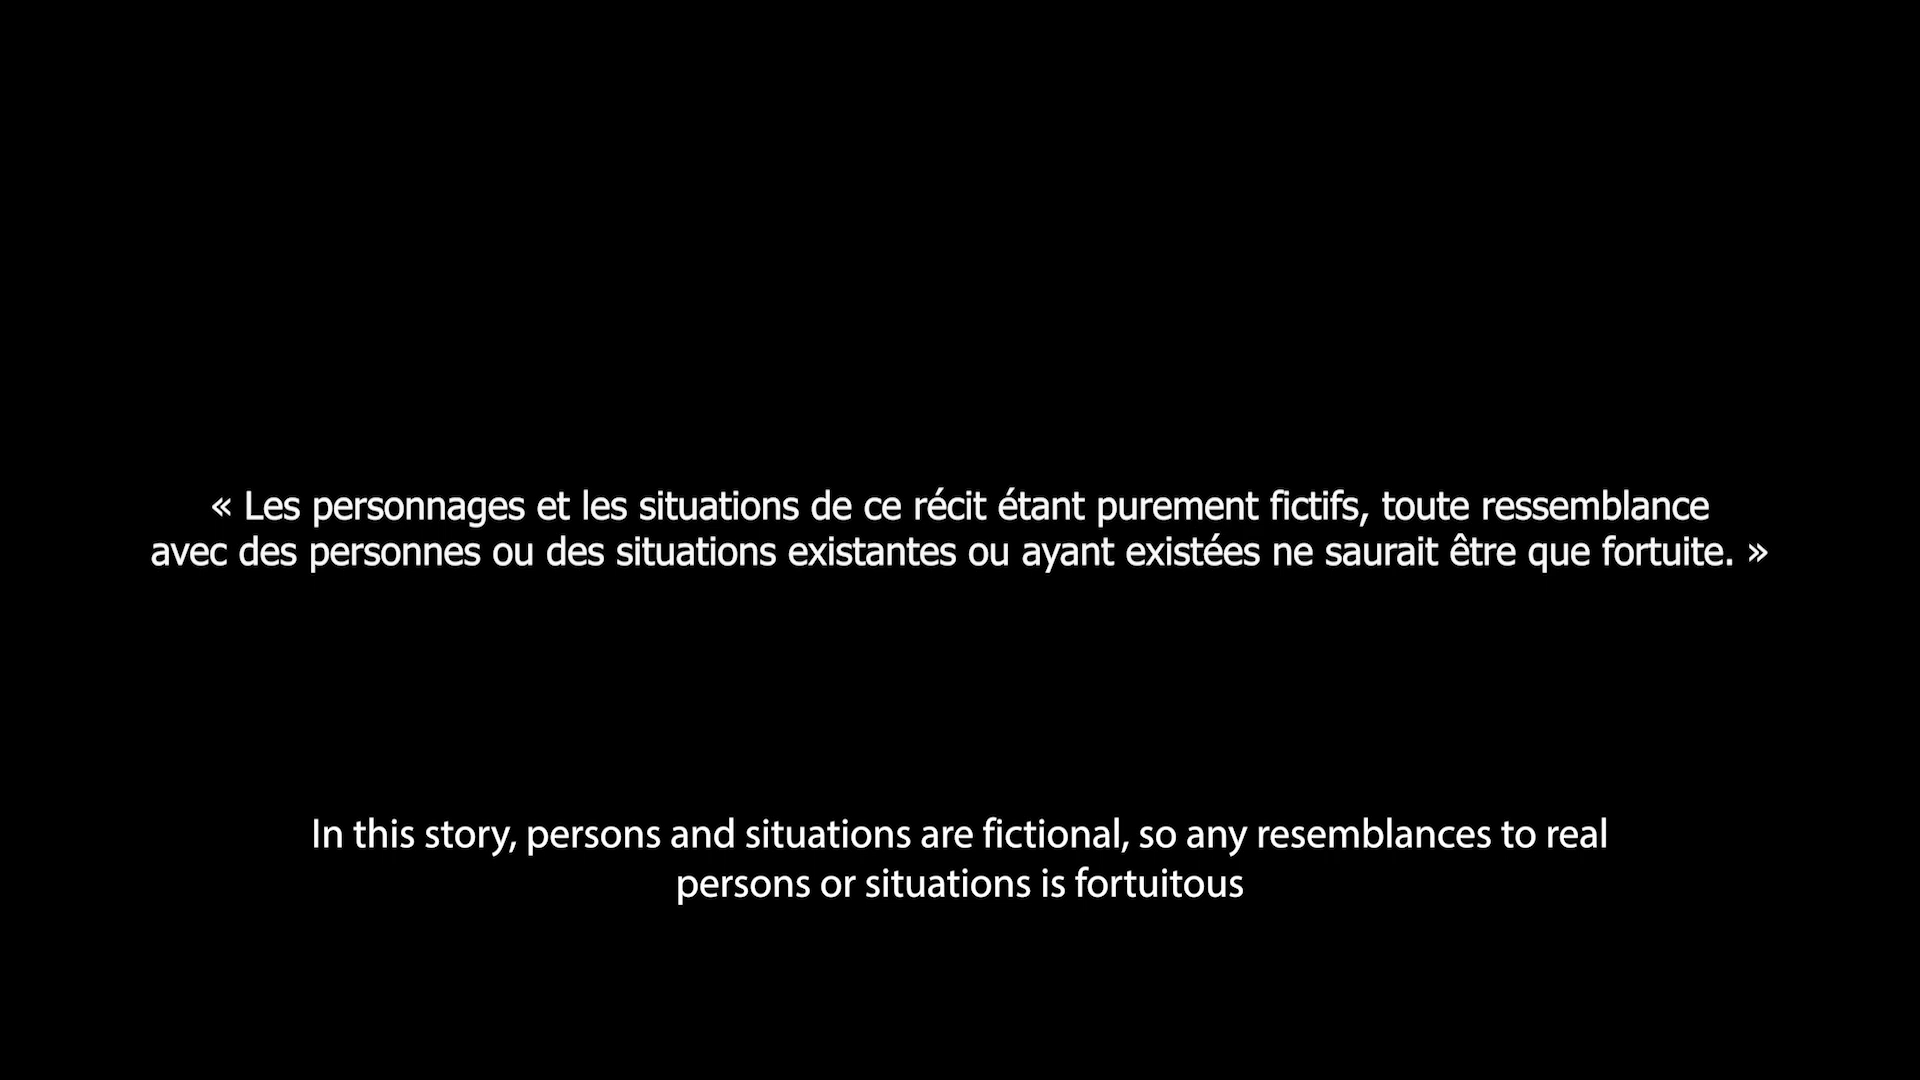 « Les personnages et les situations de ce récit étant purement fictifs, toute ressemblance
avec des personnes ou des situations existantes ou ayant existées ne saurait être que fortuite. »
In this story, persons and situations are fictional, so any resemblances to real
persons or situations is fortuitous